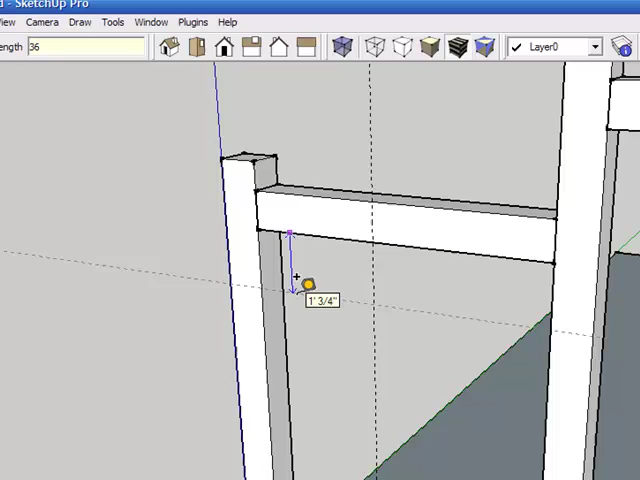 d - SketchUp Pro
View Camera Draw Tools Window Plugins Help
ength 36
Layer0
1' 3/4"